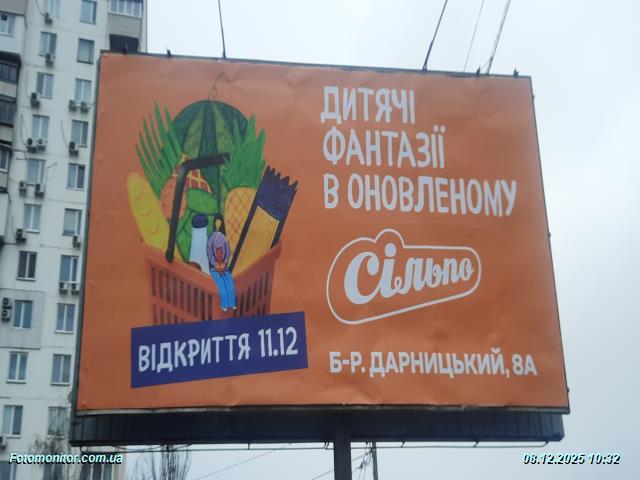 ДИТЯЧІ
ФАНТАЗІЇ
В ОНОВЛЕНОМУ
Сільпо
ВІДКРИТТЯ 11.12
Б-Р. ДАРНИЦЬКИЙ, 8А
Fotomonitor.com.ua
08.12.2025 10:32